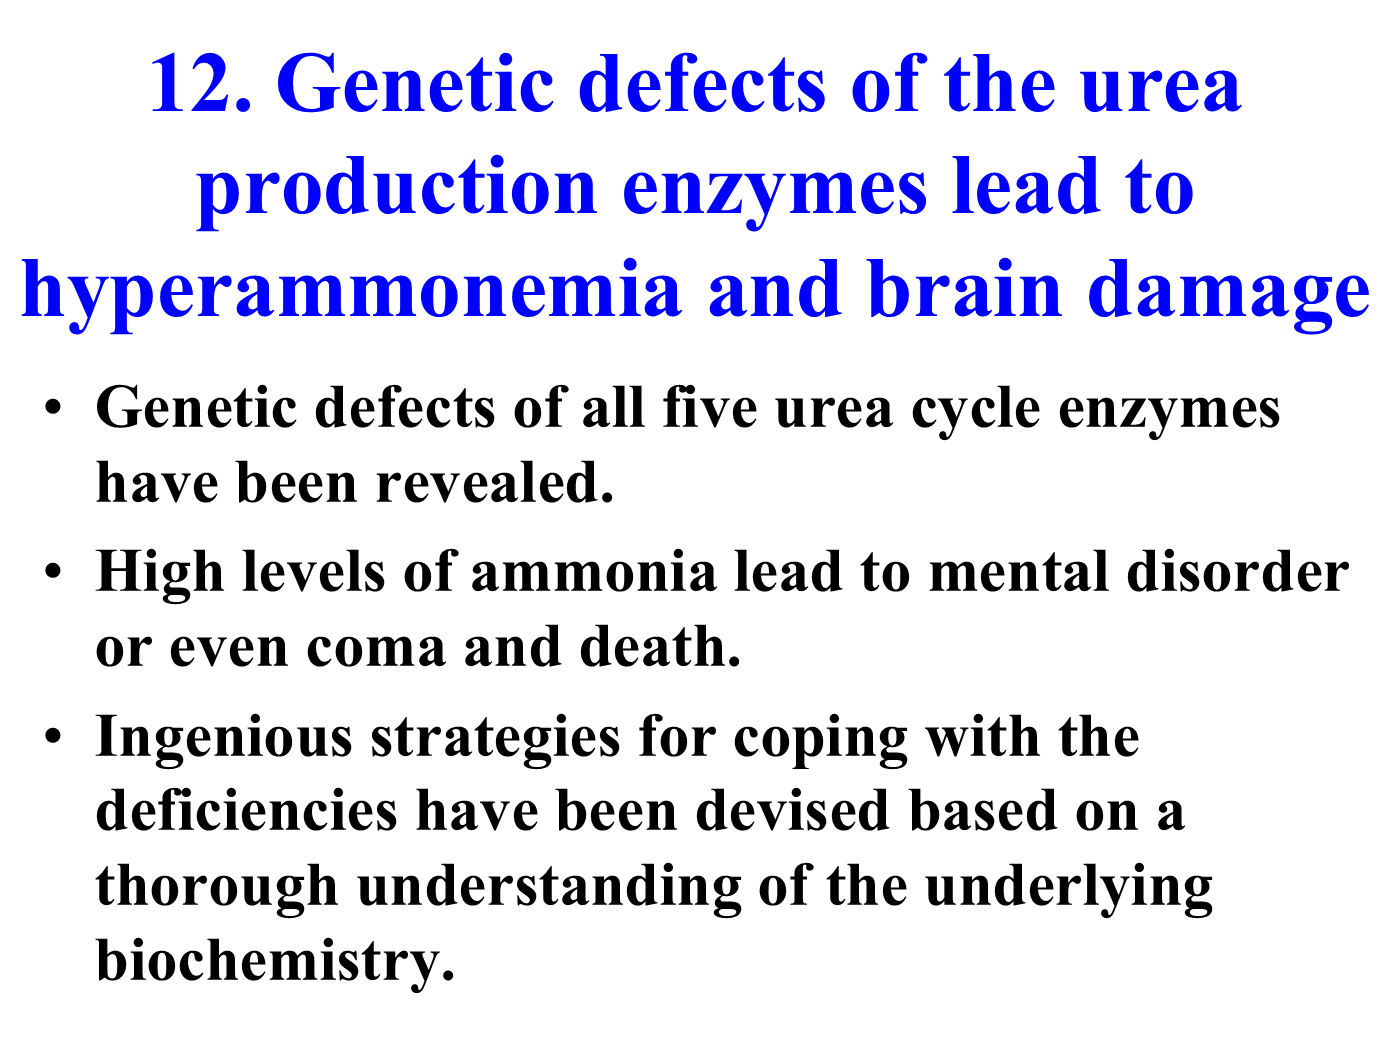 12. Genetic defects of the urea
production enzymes lead to
hyperammonemia and brain damage
• Genetic defects of all five urea cycle enzymes
have been revealed.
• High levels of ammonia lead to mental disorder
or even coma and death.
• Ingenious strategies for coping with the
deficiencies have been devised based on a
thorough understanding of the underlying
biochemistry.